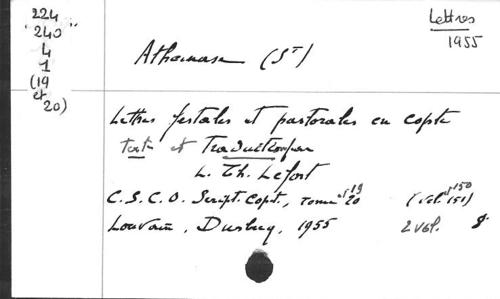 224
"240"
4
1
(19
et
20)
Lettres
1955
Athanase (St)
Lettres festales et pastorales en copte
texte et Traduction par
L. Th. Lefort
C.S.C.O. Script. Copt., Tome 19 20 (vol. 150 151)
Louvain, Durbecq, 1955 2 vol. 8°